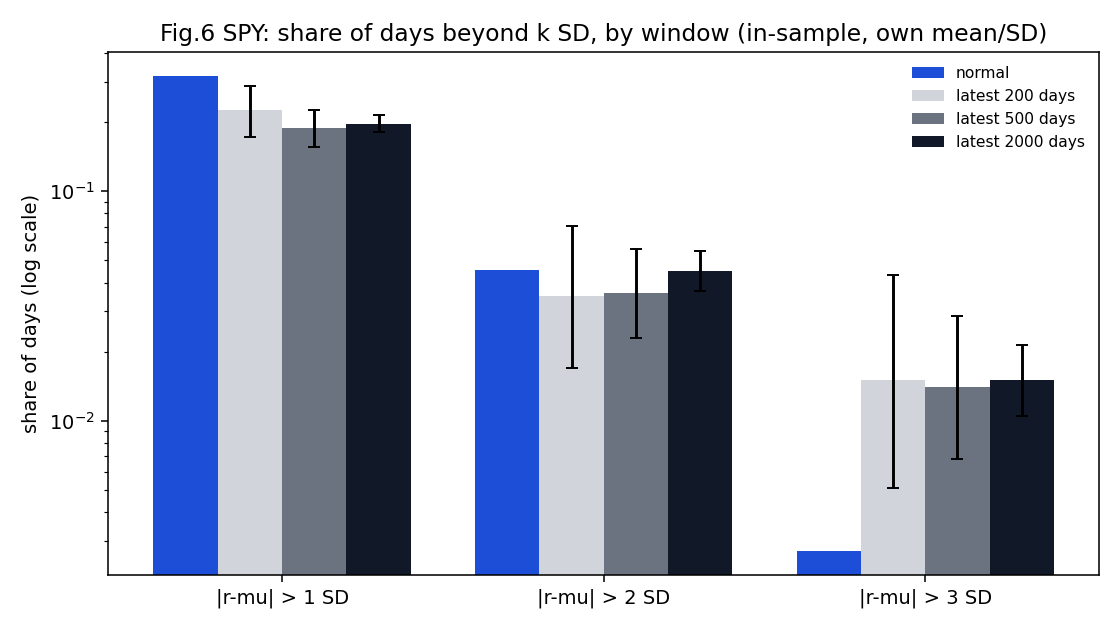 Fig.6 SPY: share of days beyond k SD, by window (in-sample, own mean/SD)
normal
latest 200 days
latest 500 days
latest 2000 days
share of days (log scale)
10⁻¹
10⁻²
|r-mu| > 1 SD
|r-mu| > 2 SD
|r-mu| > 3 SD